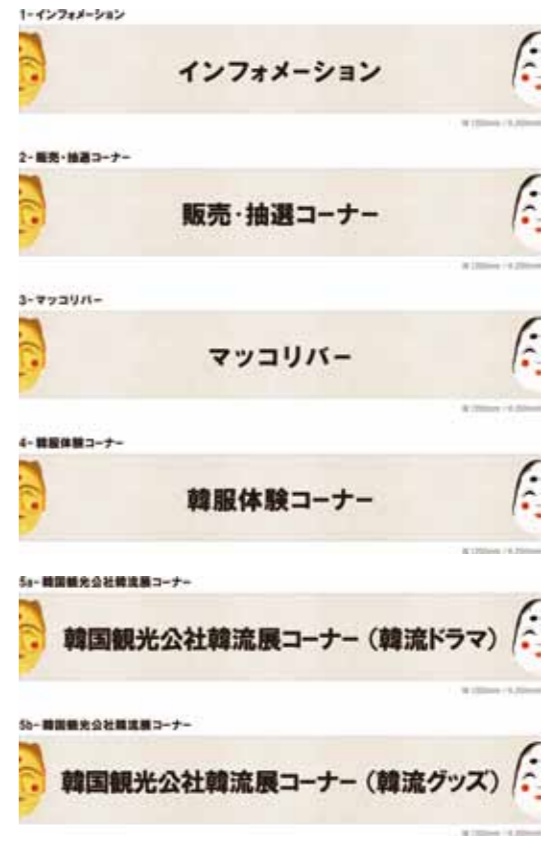 1-インフォメーション
インフォメーション
2-販売・抽選コーナー
販売・抽選コーナー
3-マッコリバー
マッコリバー
4-韓服体験コーナー
韓服体験コーナー
5a-韓国観光公社韓流展コーナー
韓国観光公社韓流展コーナー（韓流ドラマ）
5b-韓国観光公社韓流展コーナー
韓国観光公社韓流展コーナー（韓流グッズ）